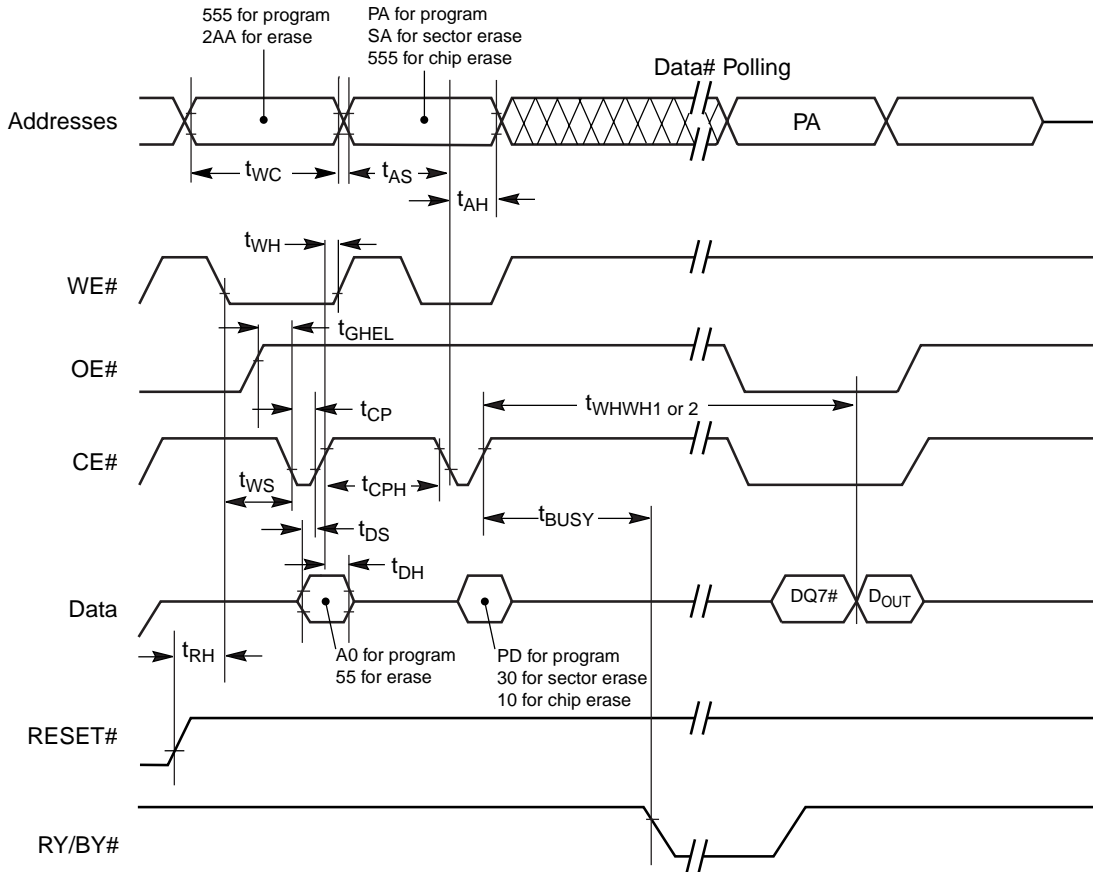 555 for program
2AA for erase
PA for program
SA for sector erase
555 for chip erase
Data# Polling
Addresses
PA
tWC
tAS
tAH
tWH
WE#
tGHEL
OE#
tWHWH1 or 2
tCP
CE#
tWS
tCPH
tBUSY
tDS
tDH
Data
DQ7#
DOUT
tRH
A0 for program
55 for erase
PD for program
30 for sector erase
10 for chip erase
RESET#
RY/BY#